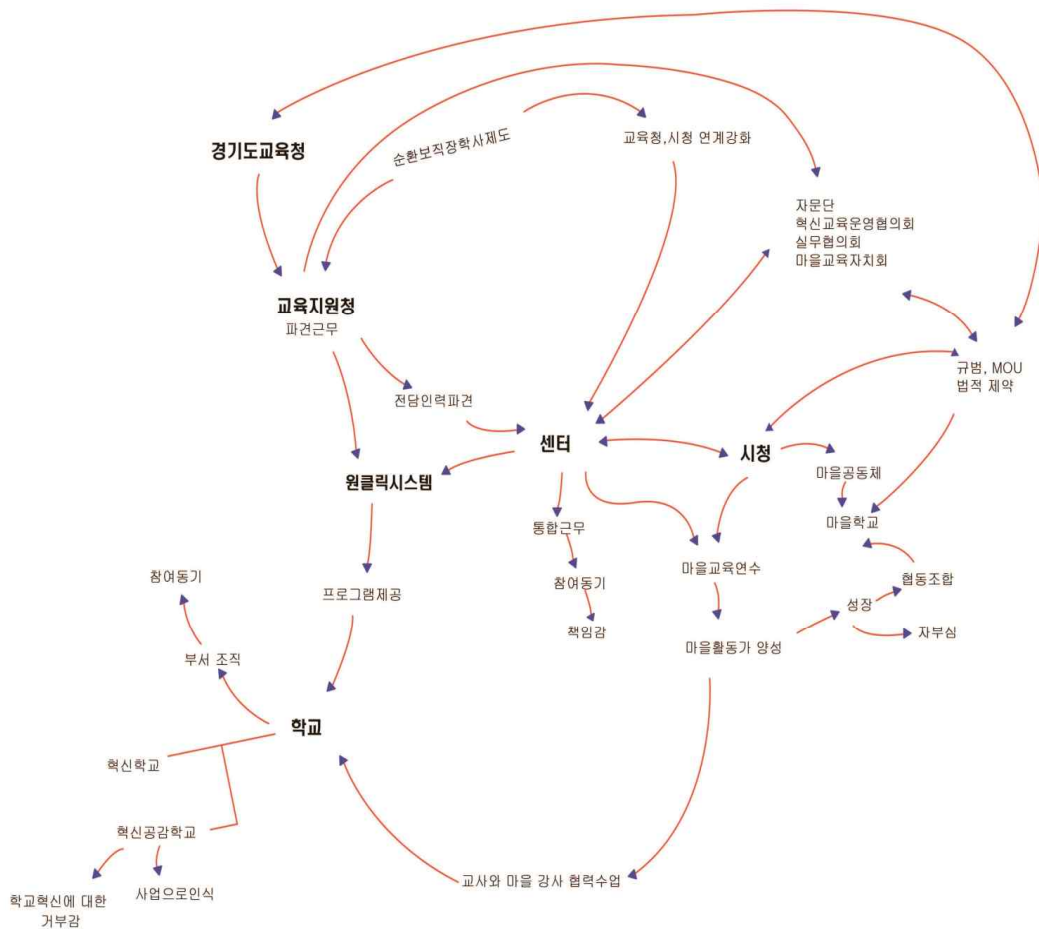 경기도교육청
순환보직장학사제도
교육청,시청 연계강화
자문단
혁신교육운영협의회
실무협의회
마을교육자치회
교육지원청
파견근무
규범, MOU
법적 제약
전담인력파견
센터
시청
원클릭시스템
마을공동체
마을학교
통합근무
마을교육연수
참여동기
프로그램제공
참여동기
협동조합
성장
책임감
자부심
마을활동가 양성
부서 조직
학교
혁신학교
혁신공감학교
교사와 마을 강사 협력수업
사업으로인식
학교혁신에 대한
거부감